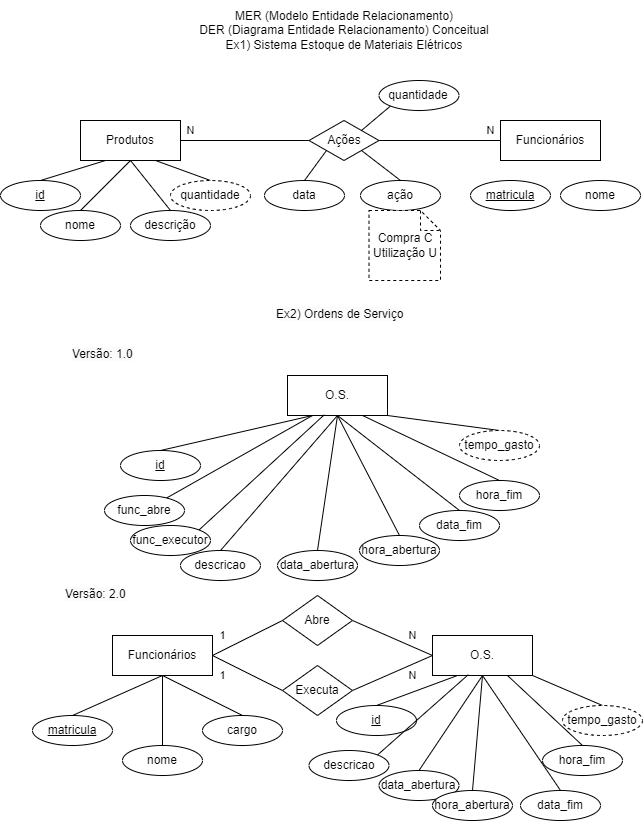 MER (Modelo Entidade Relacionamento)
DER (Diagrama Entidade Relacionamento) Conceitual
Ex1) Sistema Estoque de Materiais Elétricos
quantidade
Produtos
N
Ações
N
Funcionários
id
quantidade
data
ação
matricula
nome
nome
descrição
Compra C
Utilização U
Ex2) Ordens de Serviço
Versão: 1.0
O.S.
tempo_gasto
id
hora_fim
func_abre
data_fim
func_executor
hora_abertura
descricao
data_abertura
Versão: 2.0
Abre
1
N
Funcionários
O.S.
1
N
Executa
id
tempo_gasto
matricula
cargo
nome
hora_fim
descricao
data_abertura
hora_abertura
data_fim